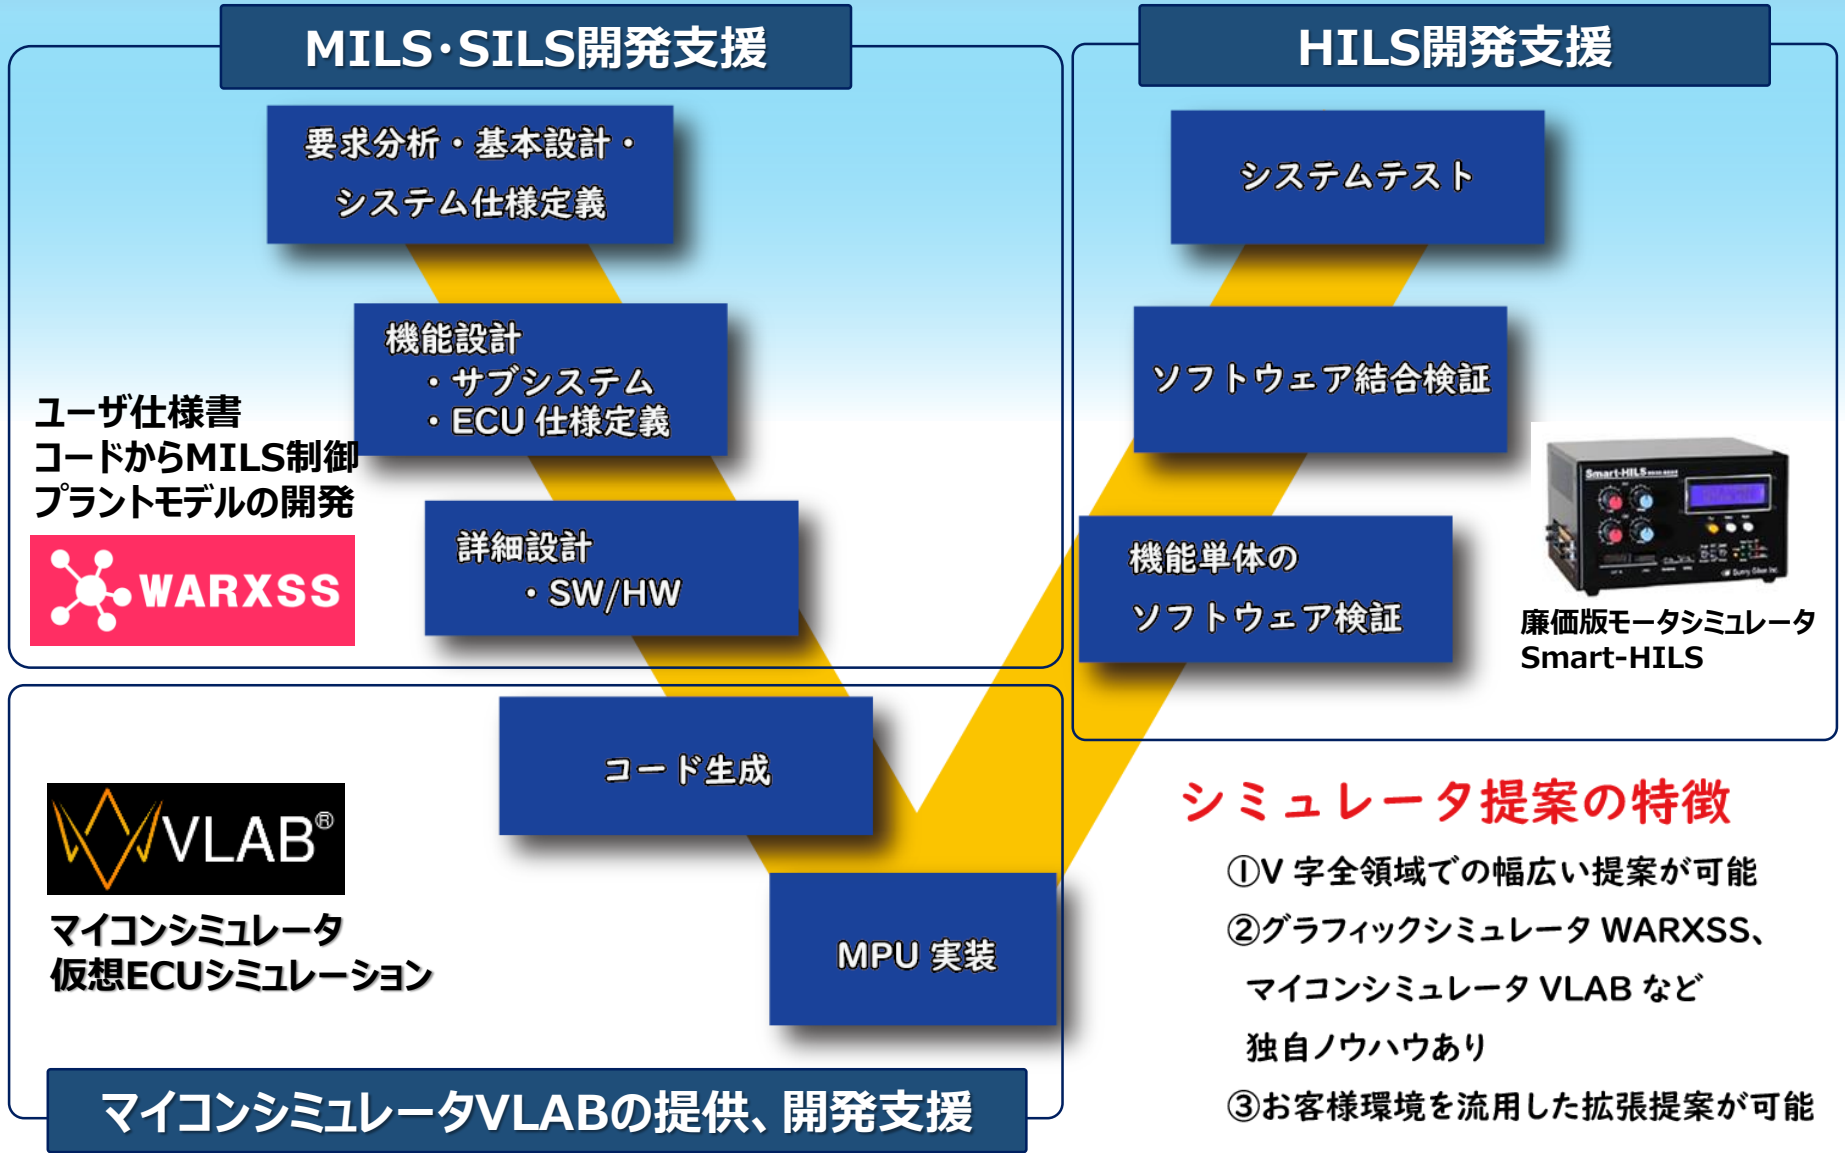 MILS・SILS開発支援
要求分析・基本設計・
システム仕様定義
機能設計
・サブシステム
・ECU 仕様定義
ユーザ仕様書
コードからMILS制御
プラントモデルの開発
WARXSS
詳細設計
・SW/HW
HILS開発支援
システムテスト
ソフトウェア結合検証
機能単体の
ソフトウェア検証
Smart-HILS
廉価版モータシミュレータ
Smart-HILS
コード生成
VLAB®
マイコンシミュレータ
仮想ECUシミュレーション
MPU 実装
マイコンシミュレータVLABの提供、開発支援
シミュレータ提案の特徴
①V 字全領域での幅広い提案が可能
②グラフィックシミュレータ WARXSS、
マイコンシミュレータ VLAB など
独自ノウハウあり
③お客様環境を流用した拡張提案が可能